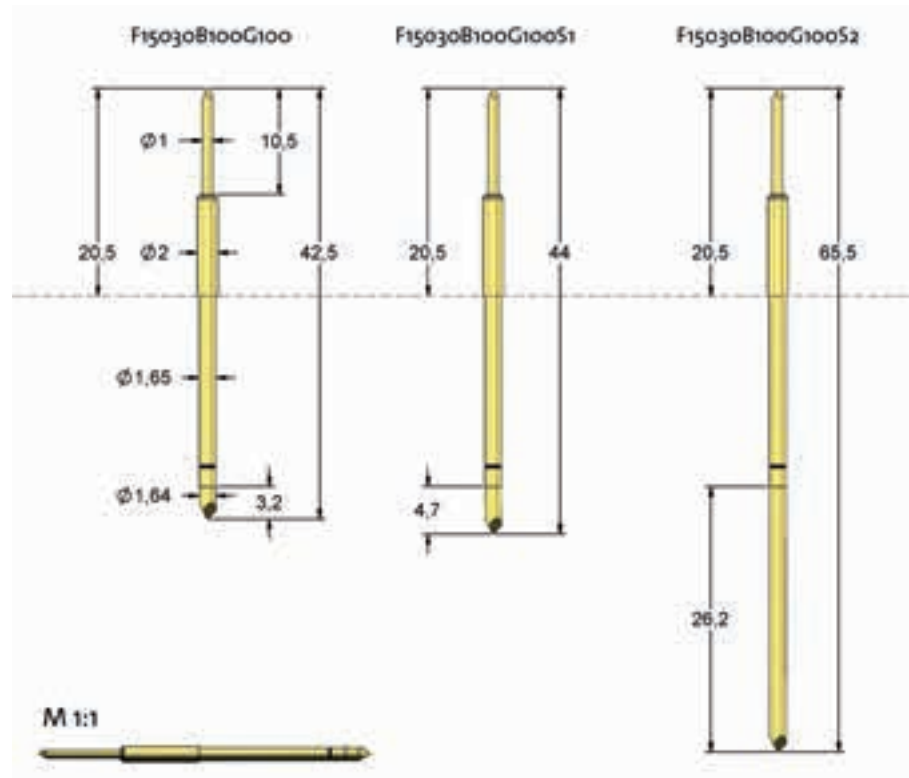 F15030B100G100 F15030B100G100S1 F15030B100G100S2
Ø1 10,5
20,5 Ø2 42,5 20,5 44 20,5 65,5
Ø1,65
Ø1,64 3,2 4,7
26,2
M 1:1